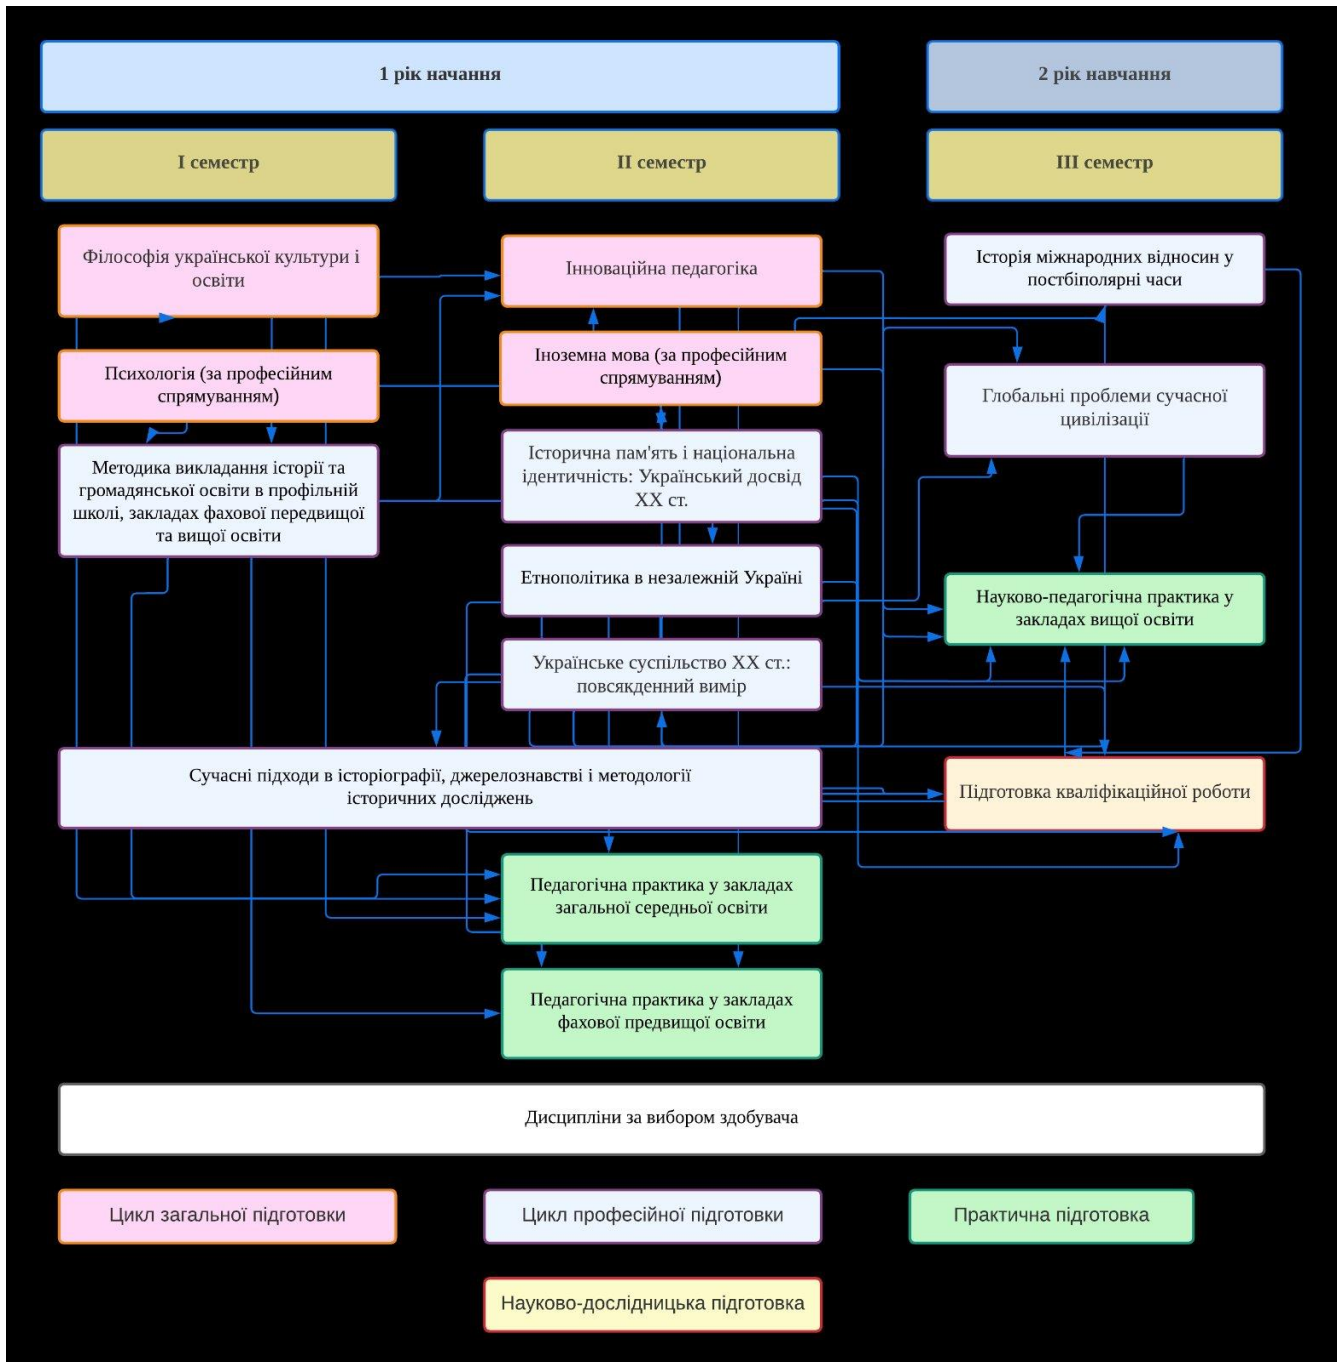 1 рік начання
2 рік навчання
I семестр
II семестр
III семестр
Філософія української культури і
освіти
Інноваційна педагогіка
Історія міжнародних відносин у
постбіполярні часи
Психологія (за професійним
спрямуванням)
Іноземна мова (за професійним
спрямуванням)
Глобальні проблеми сучасної
цивілізації
Методика викладання історії та
громадянської освіти в профільній
школі, закладах фахової передвищої
та вищої освіти
Історична пам'ять і національна
ідентичність: Український досвід
ХХ ст.
Етнополітика в незалежній Україні
Науково-педагогічна практика у
закладах вищої освіти
Українське суспільство ХХ ст.:
повсякденний вимір
Сучасні підходи в історіографії, джерелознавстві і методології
історичних досліджень
Підготовка кваліфікаційної роботи
Педагогічна практика у закладах
загальної середньої освіти
Педагогічна практика у закладах
фахової предвищої освіти
Дисципліни за вибором здобувача
Цикл загальної підготовки
Цикл професійної підготовки
Практична підготовка
Науково-дослідницька підготовка